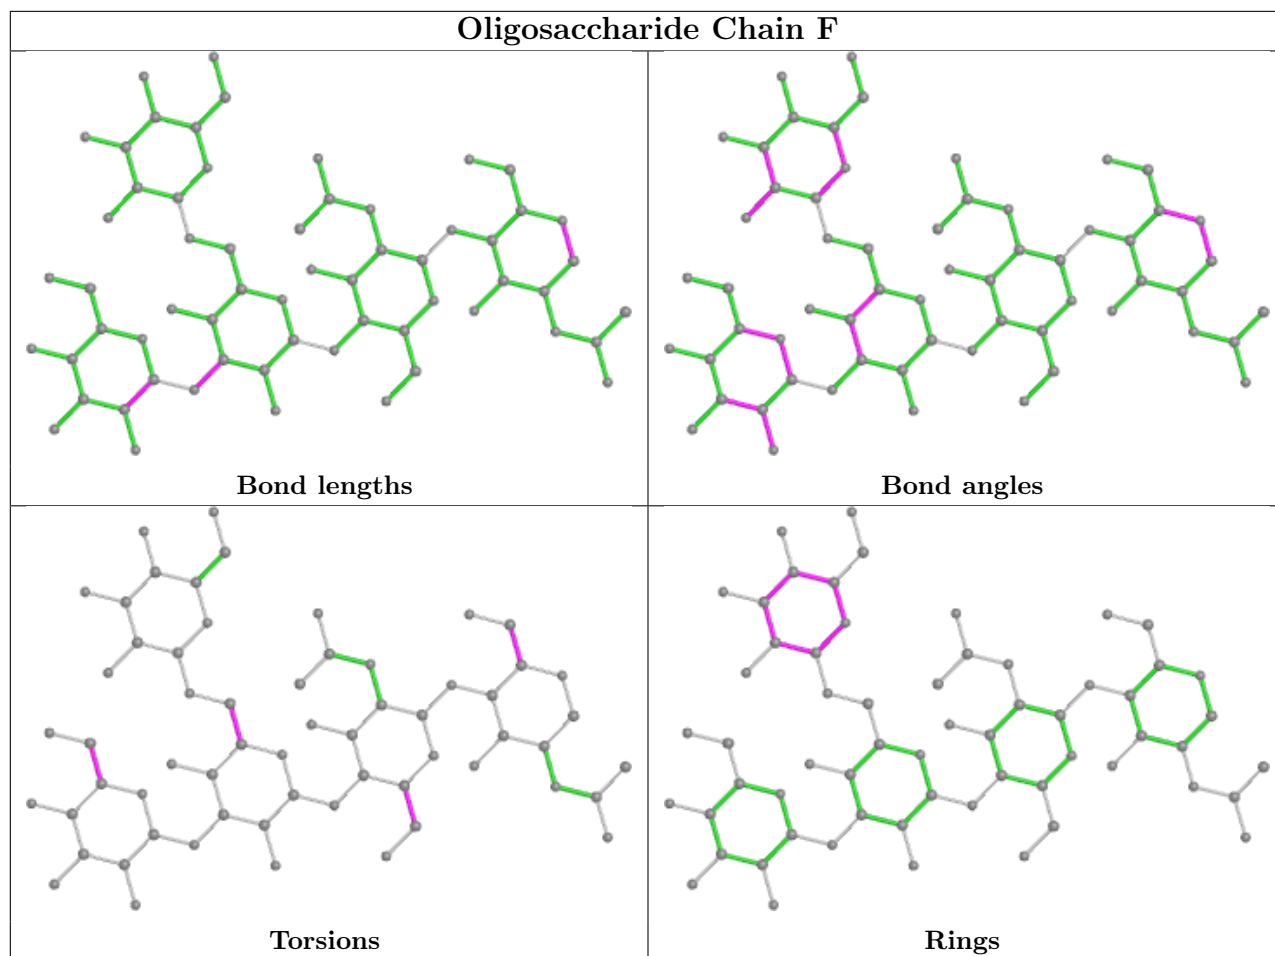 Oligosaccharide Chain F
Bond lengths
Bond angles
Torsions
Rings